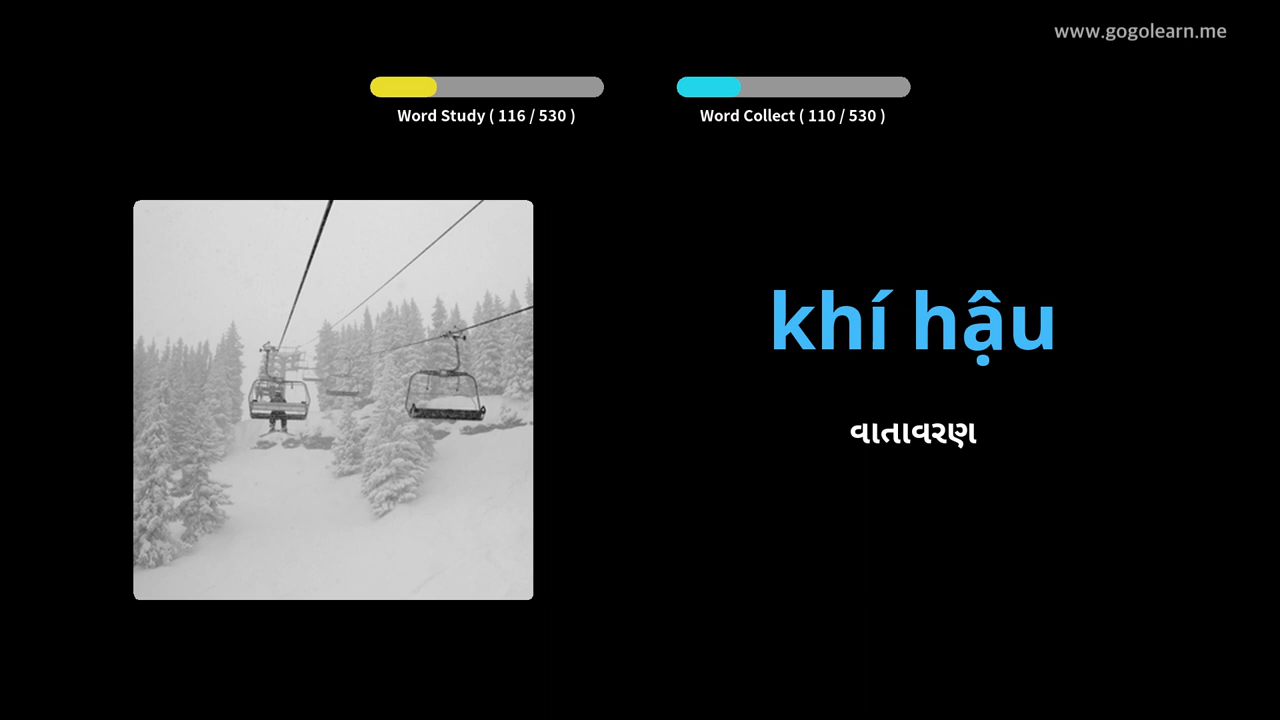 www.gogolearn.me
Word Study ( 116 / 530 )
Word Collect ( 110 / 530 )
khí hậu
વાતાવરણ